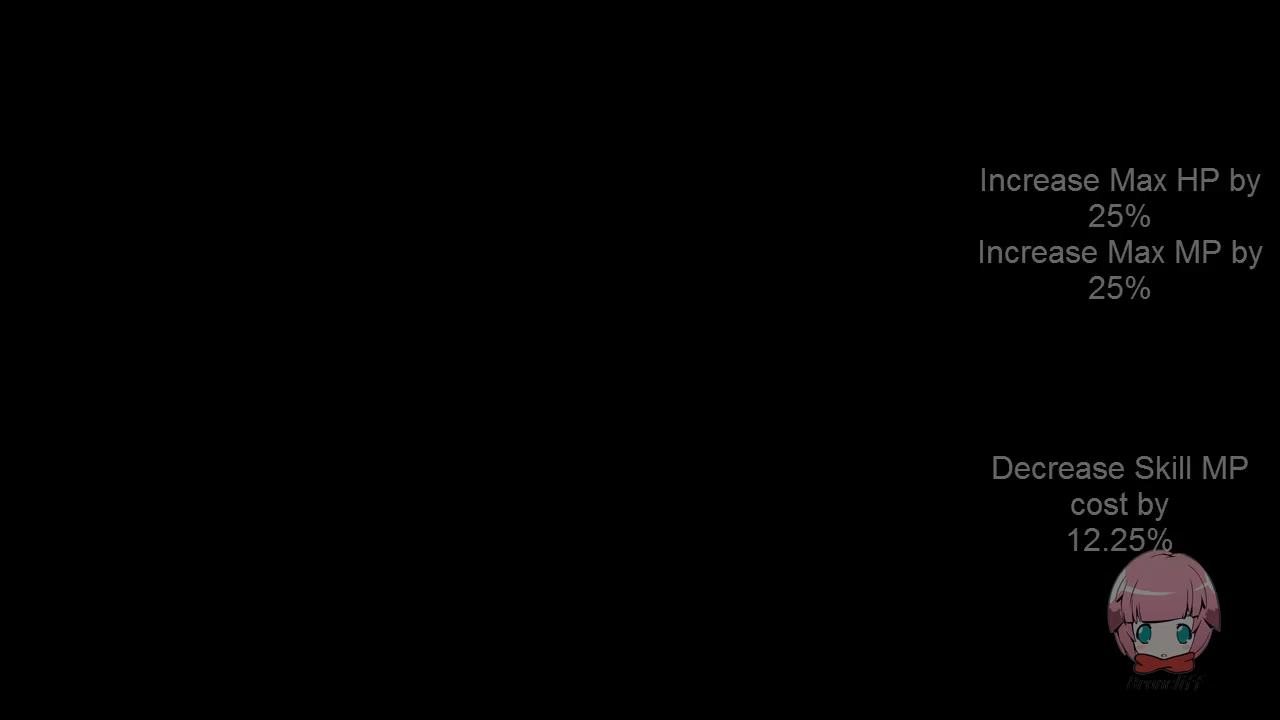 Increase Max HP by
25%
Increase Max MP by
25%
Decrease Skill MP
cost by
12.25%